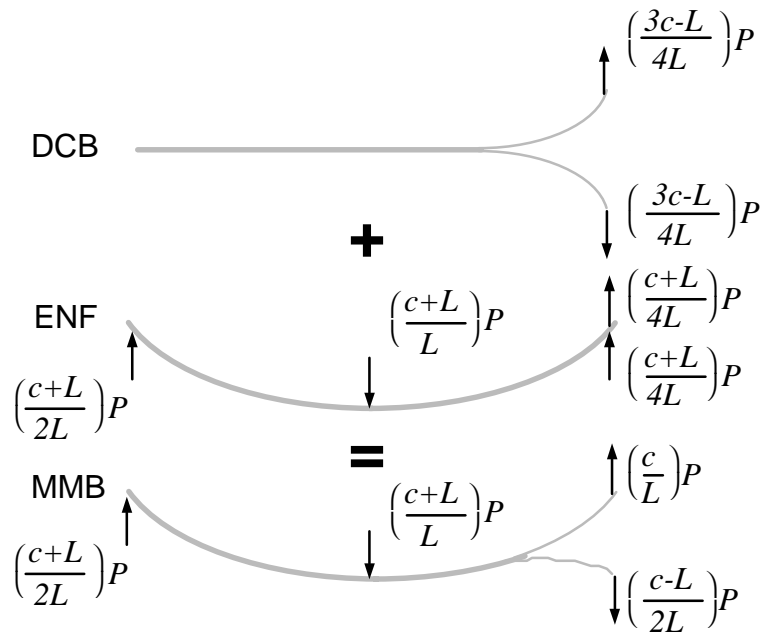 (3c-L/4L)P
DCB
(3c-L/4L)P
+
(c+L/L)P
(c+L/4L)P
ENF
(c+L/2L)P
(c+L/4L)P
=
(c/L)P
MMB
(c+L/L)P
(c+L/2L)P
(c-L/2L)P